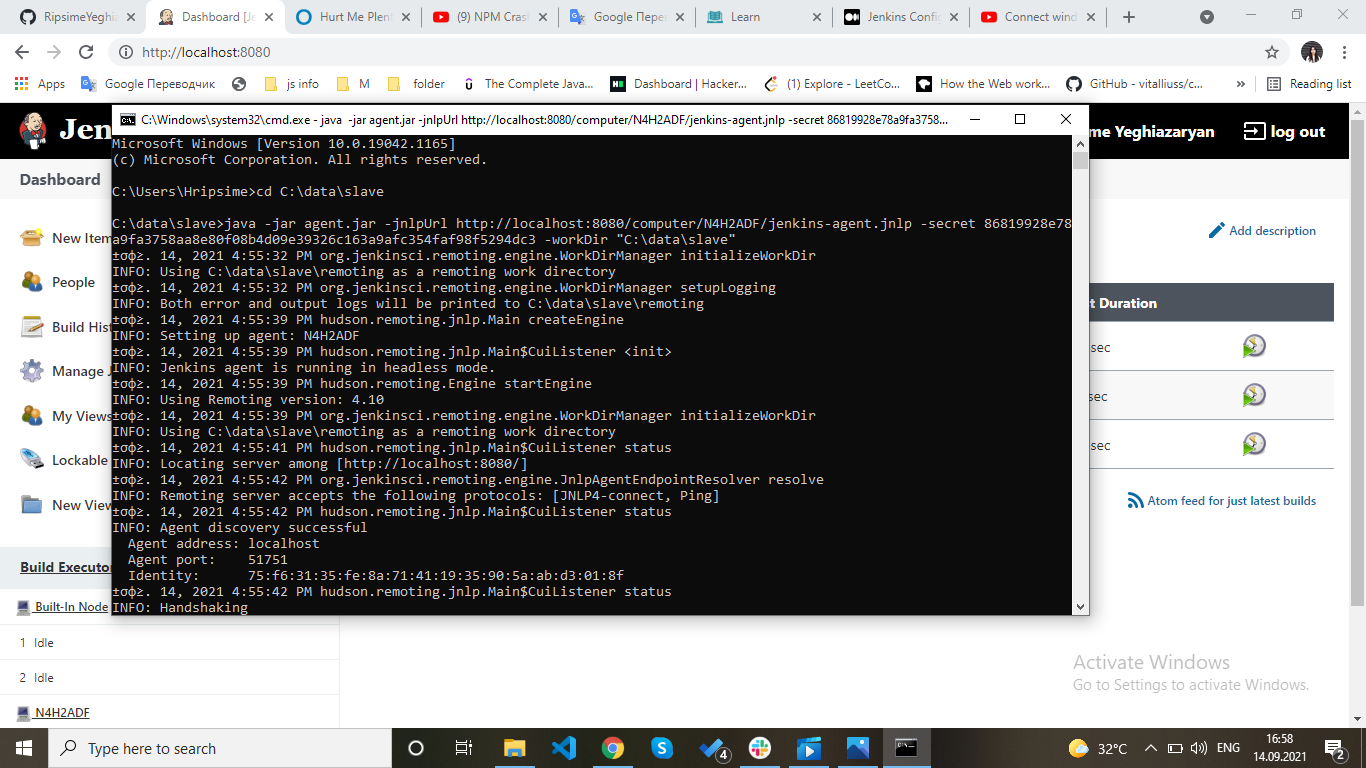 RipsimeYeghia
Dashboard [Je
Hurt Me Plent
(9) NPM Crash
Google Пере
Learn
Jenkins Config
Connect wind
http://localhost:8080
Apps
Google Переводчик
js info
M
folder
The Complete Java...
Dashboard | Hacker...
(1) Explore - LeetCo...
How the Web work...
GitHub - vitalliuss/c...
»
Reading list
Jen
me Yeghiazaryan
log out
C:\Windows\system32\cmd.exe - java -jar agent.jar -jnlpUrl http://localhost:8080/computer/N4H2ADF/jenkins-agent.jnlp -secret 86819928e78a9fa3758...
Microsoft Windows [Version 10.0.19042.1165]
(c) Microsoft Corporation. All rights reserved.
C:\Users\Hripsime>cd C:\data\slave
C:\data\slave>java -jar agent.jar -jnlpUrl http://localhost:8080/computer/N4H2ADF/jenkins-agent.jnlp -secret 86819928e78
a9fa3758aa8e80f08b4d09e39326c163a9afc354faf98f5294dc3 -workDir "C:\data\slave"
±σφ≥. 14, 2021 4:55:32 PM org.jenkinsci.remoting.engine.WorkDirManager initializeWorkDir
INFO: Using C:\data\slave\remoting as a remoting work directory
±σφ≥. 14, 2021 4:55:32 PM org.jenkinsci.remoting.engine.WorkDirManager setupLogging
INFO: Both error and output logs will be printed to C:\data\slave\remoting
±σφ≥. 14, 2021 4:55:39 PM hudson.remoting.jnlp.Main createEngine
INFO: Setting up agent: N4H2ADF
±σφ≥. 14, 2021 4:55:39 PM hudson.remoting.jnlp.Main$CuiListener <init>
INFO: Jenkins agent is running in headless mode.
±σφ≥. 14, 2021 4:55:39 PM hudson.remoting.Engine startEngine
INFO: Using Remoting version: 4.10
±σφ≥. 14, 2021 4:55:39 PM org.jenkinsci.remoting.engine.WorkDirManager initializeWorkDir
INFO: Using C:\data\slave\remoting as a remoting work directory
±σφ≥. 14, 2021 4:55:41 PM hudson.remoting.jnlp.Main$CuiListener status
INFO: Locating server among [http://localhost:8080/]
±σφ≥. 14, 2021 4:55:42 PM org.jenkinsci.remoting.engine.JnlpAgentEndpointResolver resolve
INFO: Remoting server accepts the following protocols: [JNLP4-connect, Ping]
±σφ≥. 14, 2021 4:55:42 PM hudson.remoting.jnlp.Main$CuiListener status
INFO: Agent discovery successful
Agent address: localhost
Agent port: 51751
Identity: 75:f6:31:35:fe:8a:71:41:19:35:90:5a:ab:d3:01:8f
±σφ≥. 14, 2021 4:55:42 PM hudson.remoting.jnlp.Main$CuiListener status
INFO: Handshaking
Dashboard
New Item
People
Build Hist
Manage J
My Views
Lockable
New View
Build Executo
Built-In Node
1 Idle
2 Idle
N4H2ADF
Add description
t Duration
sec
sec
sec
Atom feed for just latest builds
Activate Windows
Go to Settings to activate Windows.
Type here to search
4
32°C
ENG
16:58
14.09.2021
2